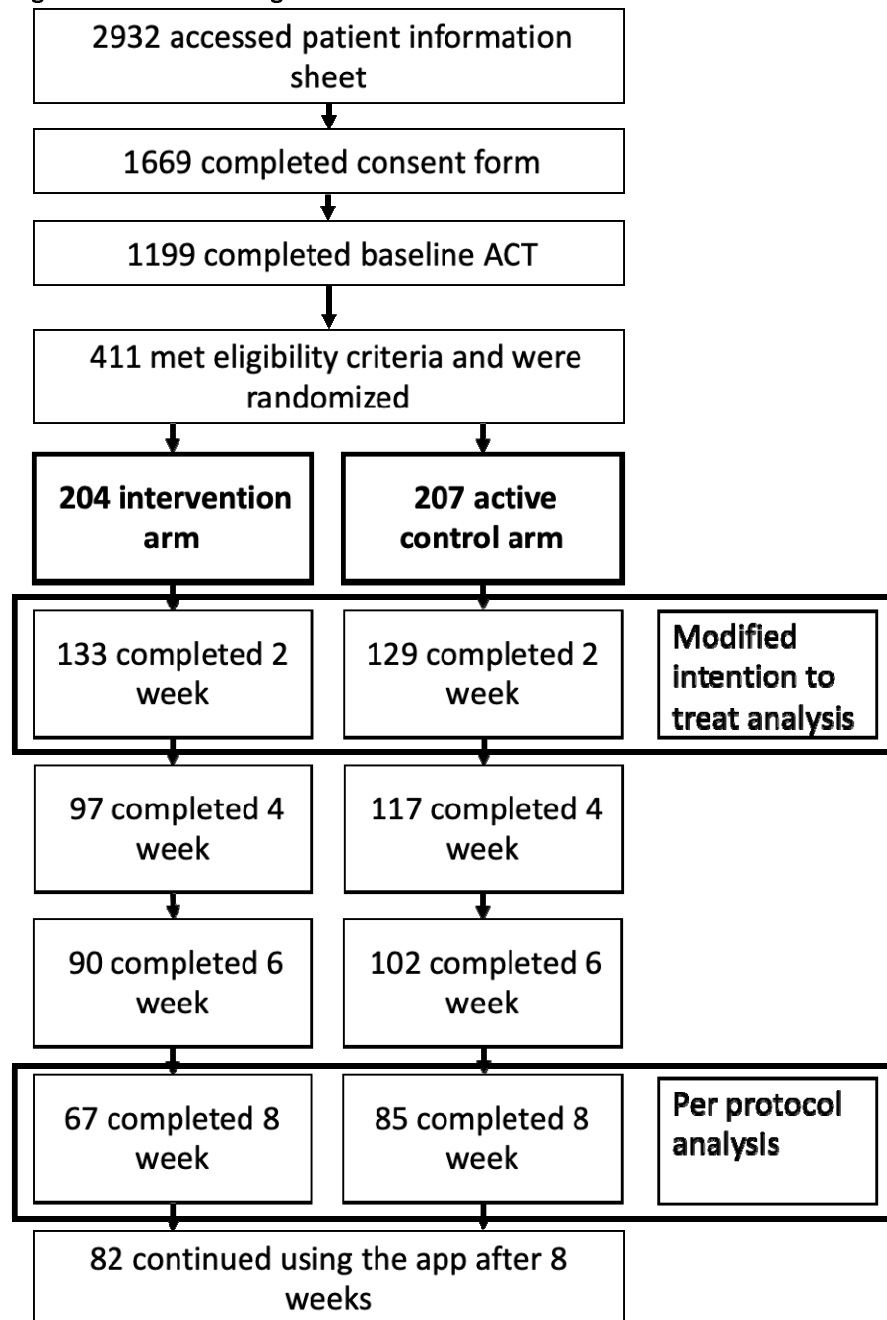 2932 accessed patient information
sheet
1669 completed consent form
1199 completed baseline ACT
411 met eligibility criteria and were
randomized
204 intervention
arm
207 active
control arm
133 completed 2
week
129 completed 2
week
Modified
intention to
treat analysis
97 completed 4
week
117 completed 4
week
90 completed 6
week
102 completed 6
week
67 completed 8
week
85 completed 8
week
Per protocol
analysis
82 continued using the app after 8
weeks